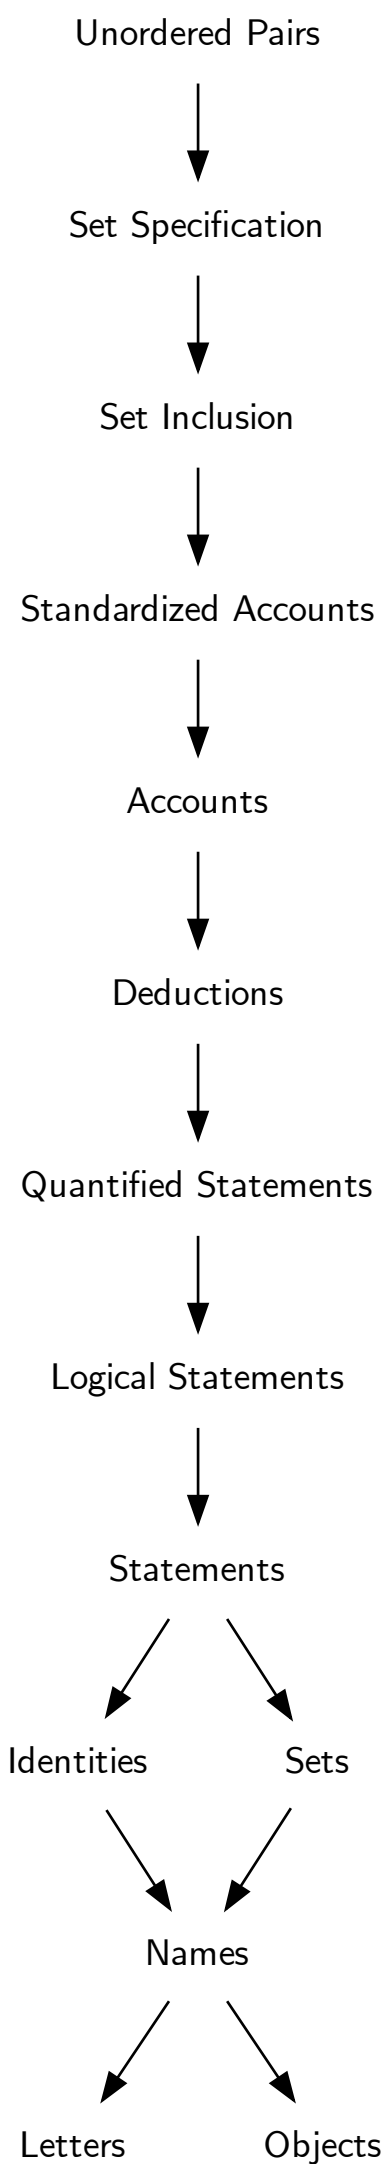 Unordered Pairs
Set Specification
Set Inclusion
Standardized Accounts
Accounts
Deductions
Quantified Statements
Logical Statements
Statements
Identities
Sets
Names
Letters
Objects